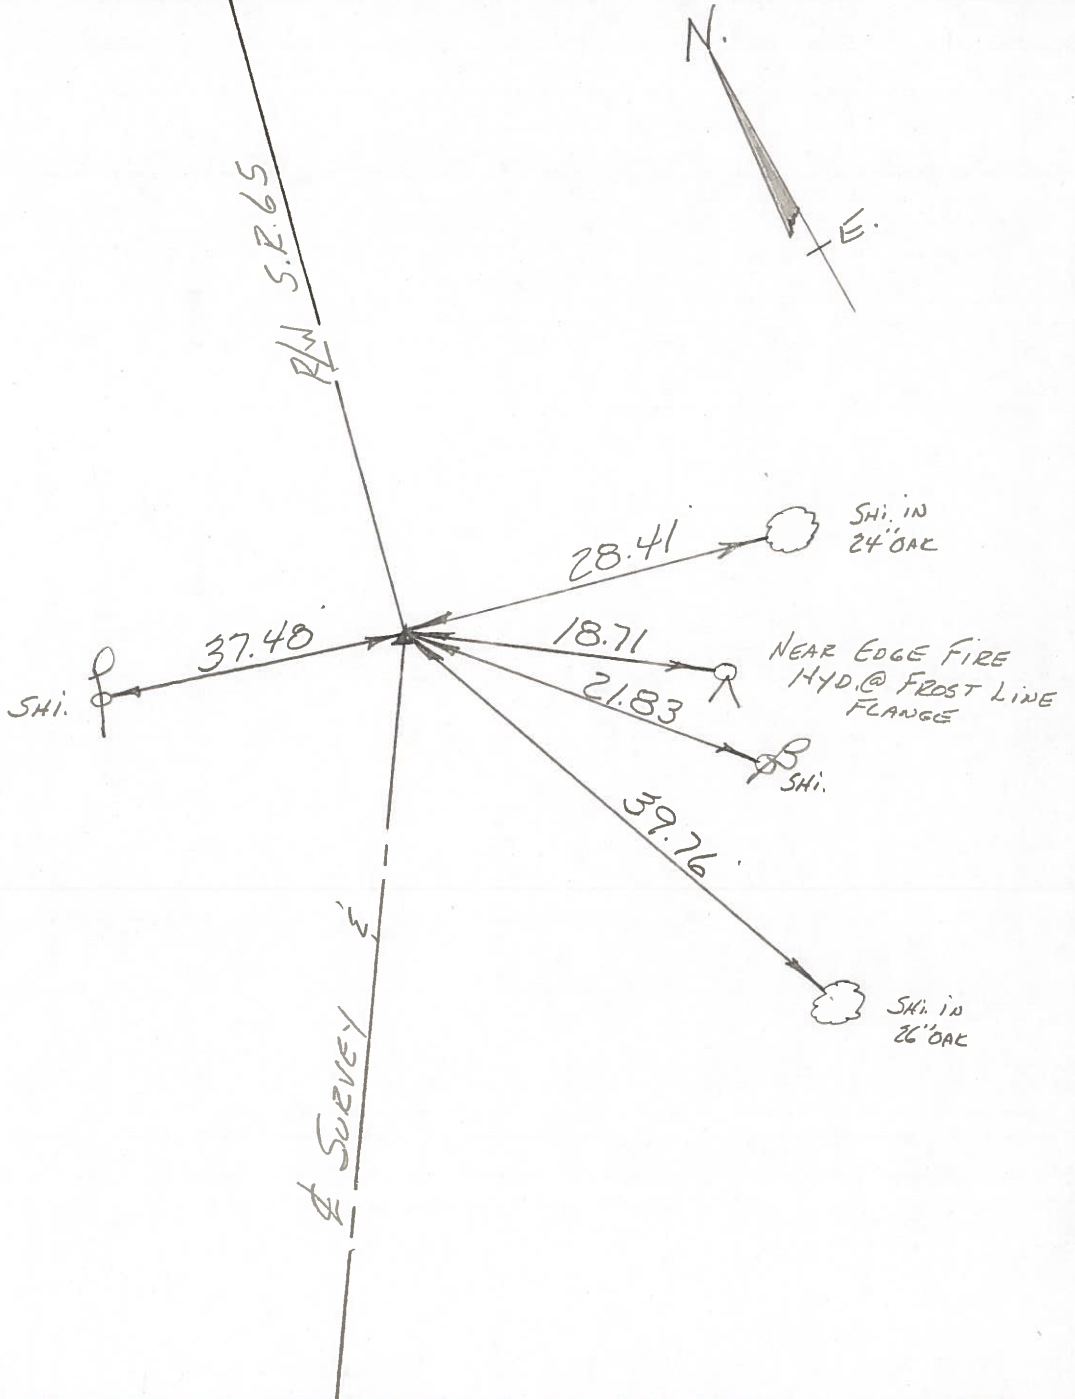 N.
E.
R/W S.R. 65
28.41'
SHi. iN
24" OAK
37.48'
SHi.
18.71
NEAR EDGE FIRE
HYD. @ FROST LiNE
FLANGE
21.83
SHi.
39.76'
SHi. iN
26" OAK
℄ SURVEY